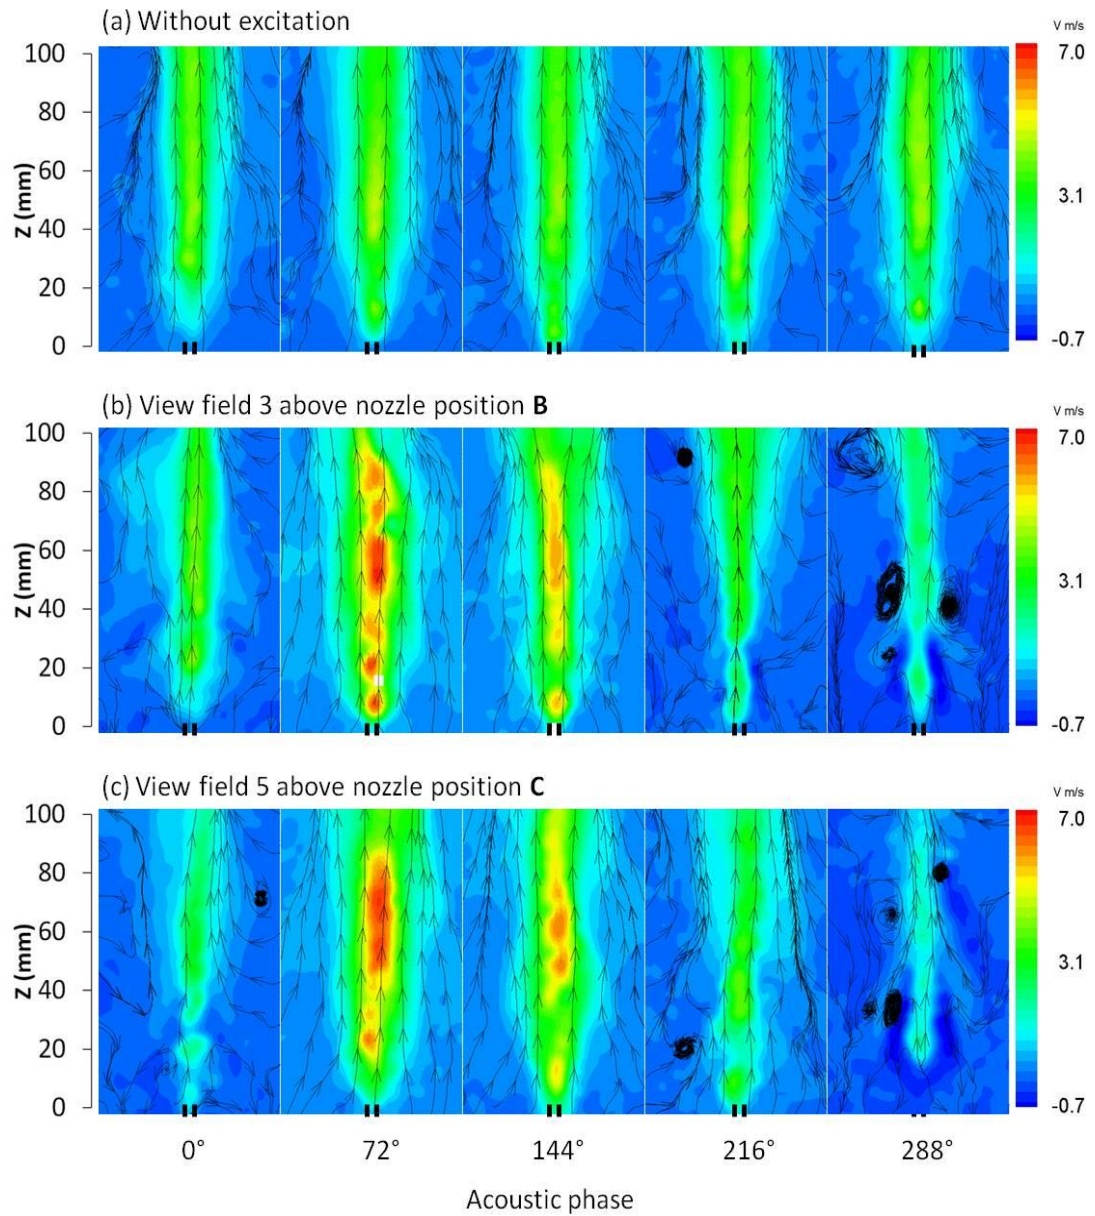 (a) Without excitation
V m/s
100
80
60
40
20
0
Z (mm)
7.0
3.1
-0.7
(b) View field 3 above nozzle position B
V m/s
100
80
60
40
20
0
Z (mm)
7.0
3.1
-0.7
(c) View field 5 above nozzle position C
V m/s
100
80
60
40
20
0
Z (mm)
7.0
3.1
-0.7
0° 72° 144° 216° 288°
Acoustic phase